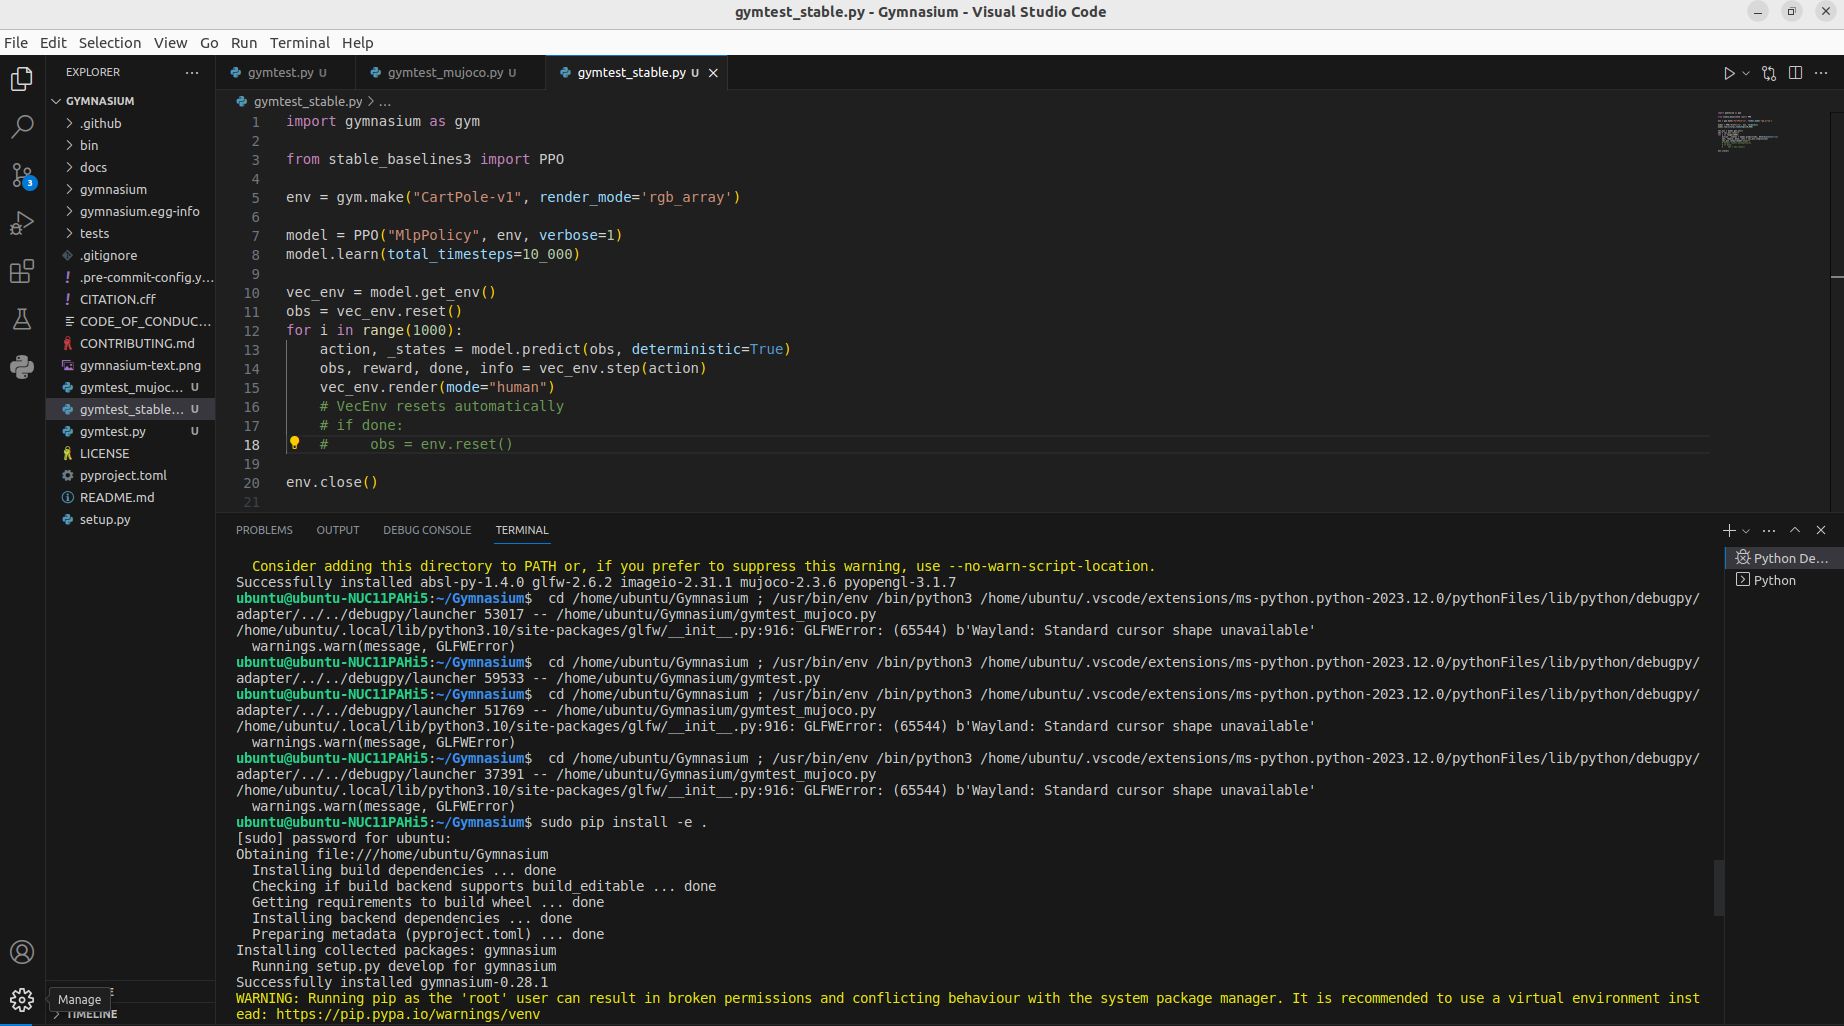 gymtest_stable.py - Gymnasium - Visual Studio Code
File Edit Selection View Go Run Terminal Help
EXPLORER
GYMNASIUM
.github
bin
docs
gymnasium
gymnasium.egg-info
tests
.gitignore
.pre-commit-config.y...
CITATION.cff
CODE_OF_CONDUC...
CONTRIBUTING.md
gymnasium-text.png
gymtest_mujoc... U
gymtest_stable... U
gymtest.py U
LICENSE
pyproject.toml
README.md
setup.py
3
Manage
TIMELINE
gymtest.py U gymtest_mujoco.py U gymtest_stable.py U
gymtest_stable.py > ...
1 import gymnasium as gym
2
3 from stable_baselines3 import PPO
4
5 env = gym.make("CartPole-v1", render_mode='rgb_array')
6
7 model = PPO("MlpPolicy", env, verbose=1)
8 model.learn(total_timesteps=10_000)
9
10 vec_env = model.get_env()
11 obs = vec_env.reset()
12 for i in range(1000):
13     action, _states = model.predict(obs, deterministic=True)
14     obs, reward, done, info = vec_env.step(action)
15     vec_env.render(mode="human")
16     # VecEnv resets automatically
17     # if done:
18     #     obs = env.reset()
19
20 env.close()
21
PROBLEMS OUTPUT DEBUG CONSOLE TERMINAL
Python De...
Python
Consider adding this directory to PATH or, if you prefer to suppress this warning, use --no-warn-script-location.
Successfully installed absl-py-1.4.0 glfw-2.6.2 imageio-2.31.1 mujoco-2.3.6 pyopengl-3.1.7
ubuntu@ubuntu-NUC11PAHi5:~/Gymnasium$  cd /home/ubuntu/Gymnasium ; /usr/bin/env /bin/python3 /home/ubuntu/.vscode/extensions/ms-python.python-2023.12.0/pythonFiles/lib/python/debugpy/
adapter/../../debugpy/launcher 53017 -- /home/ubuntu/Gymnasium/gymtest_mujoco.py
/home/ubuntu/.local/lib/python3.10/site-packages/glfw/__init__.py:916: GLFWError: (65544) b'Wayland: Standard cursor shape unavailable'
  warnings.warn(message, GLFWError)
ubuntu@ubuntu-NUC11PAHi5:~/Gymnasium$  cd /home/ubuntu/Gymnasium ; /usr/bin/env /bin/python3 /home/ubuntu/.vscode/extensions/ms-python.python-2023.12.0/pythonFiles/lib/python/debugpy/
adapter/../../debugpy/launcher 59533 -- /home/ubuntu/Gymnasium/gymtest.py
ubuntu@ubuntu-NUC11PAHi5:~/Gymnasium$  cd /home/ubuntu/Gymnasium ; /usr/bin/env /bin/python3 /home/ubuntu/.vscode/extensions/ms-python.python-2023.12.0/pythonFiles/lib/python/debugpy/
adapter/../../debugpy/launcher 51769 -- /home/ubuntu/Gymnasium/gymtest_mujoco.py
/home/ubuntu/.local/lib/python3.10/site-packages/glfw/__init__.py:916: GLFWError: (65544) b'Wayland: Standard cursor shape unavailable'
  warnings.warn(message, GLFWError)
ubuntu@ubuntu-NUC11PAHi5:~/Gymnasium$  cd /home/ubuntu/Gymnasium ; /usr/bin/env /bin/python3 /home/ubuntu/.vscode/extensions/ms-python.python-2023.12.0/pythonFiles/lib/python/debugpy/
adapter/../../debugpy/launcher 37391 -- /home/ubuntu/Gymnasium/gymtest_mujoco.py
/home/ubuntu/.local/lib/python3.10/site-packages/glfw/__init__.py:916: GLFWError: (65544) b'Wayland: Standard cursor shape unavailable'
  warnings.warn(message, GLFWError)
ubuntu@ubuntu-NUC11PAHi5:~/Gymnasium$ sudo pip install -e .
[sudo] password for ubuntu:
Obtaining file:///home/ubuntu/Gymnasium
  Installing build dependencies ... done
  Checking if build backend supports build_editable ... done
  Getting requirements to build wheel ... done
  Installing backend dependencies ... done
  Preparing metadata (pyproject.toml) ... done
Installing collected packages: gymnasium
  Running setup.py develop for gymnasium
Successfully installed gymnasium-0.28.1
WARNING: Running pip as the 'root' user can result in broken permissions and conflicting behaviour with the system package manager. It is recommended to use a virtual environment inst
ead: https://pip.pypa.io/warnings/venv